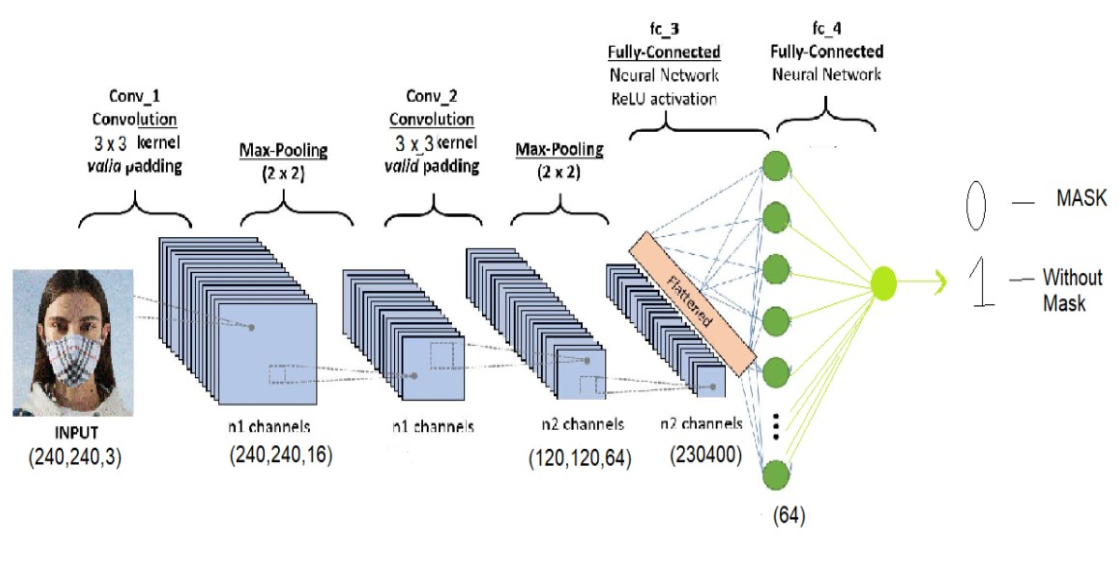 Conv_1
Convolution
3 x 3 kernel
valid padding
Max-Pooling
(2 x 2)
Conv_2
Convolution
3 x 3 kernel
valid padding
Max-Pooling
(2 x 2)
fc_3
Fully-Connected
Neural Network
ReLU activation
fc_4
Fully-Connected
Neural Network
INPUT
(240,240,3)
n1 channels
(240,240,16)
n1 channels
n2 channels
(120,120,64)
n2 channels
(230400)
Flattened
(64)
0 — MASK
1 — Without
Mask